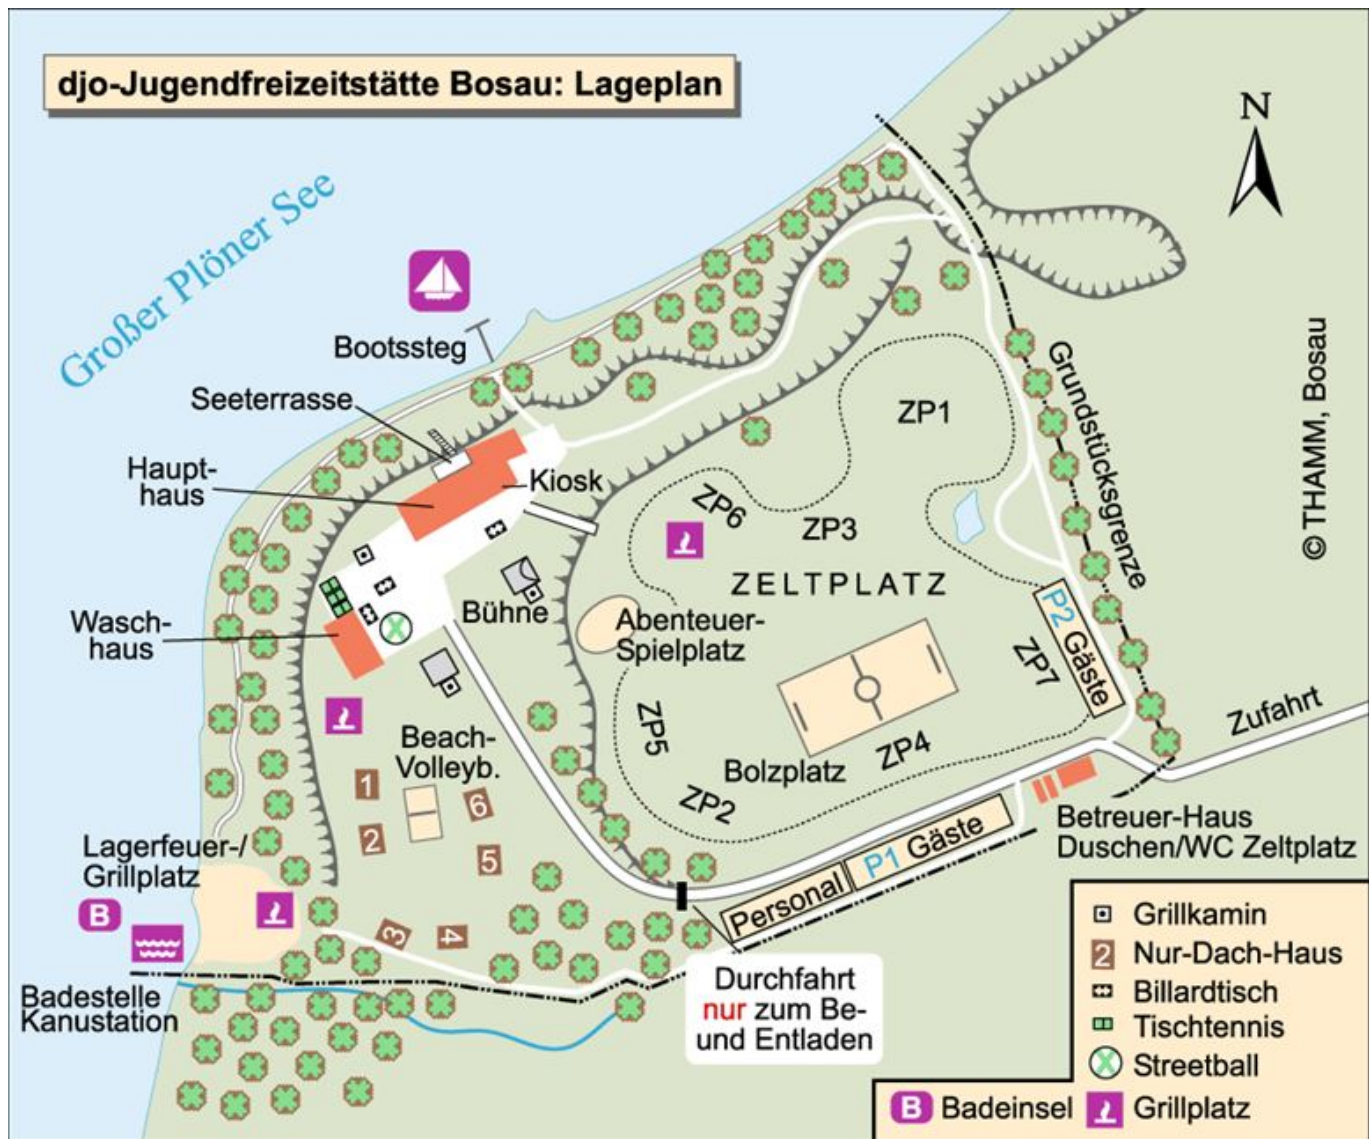 djo-Jugendfreizeitstätte Bosau: Lageplan
N
Großer Plöner See
Bootssteg
Seeterrasse
Haupt-
haus
Kiosk
ZP1
ZP6
ZP3
ZELTPLATZ
Grundstücksgrenze
© THAMM, Bosau
Wasch-
haus
Bühne
Abenteuer-
Spielplatz
P2 Gäste
ZP7
ZP5
ZP4
Bolzplatz
ZP2
Zufahrt
Beach-
Volleyb.
1
6
2
5
3
4
Lagerfeuer-/
Grillplatz
B
Badestelle
Kanustation
Personal
P1 Gäste
Betreuer-Haus
Duschen/WC Zeltplatz
Durchfahrt
nur zum Be-
und Entladen
Grillkamin
2 Nur-Dach-Haus
Billardtisch
Tischtennis
X Streetball
B Badeinsel
Grillplatz
X